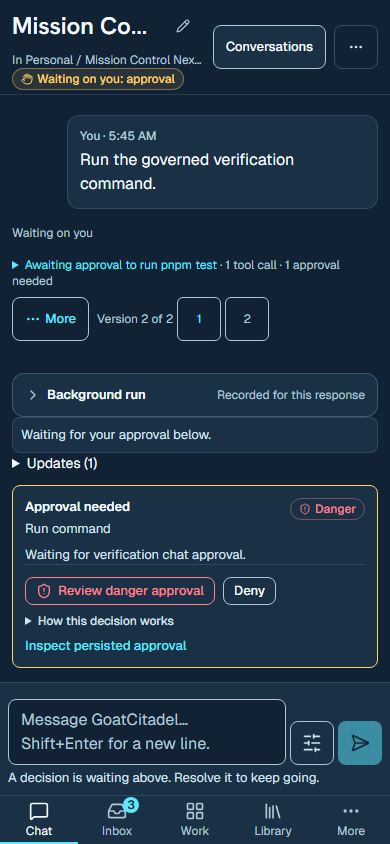 Mission Co...
Conversations
...
In Personal / Mission Control Nex...
Waiting on you: approval
You · 5:45 AM
Run the governed verification
command.
Waiting on you
Awaiting approval to run pnpm test · 1 tool call · 1 approval
needed
... More
Version 2 of 2
1
2
Background run
Recorded for this response
Waiting for your approval below.
Updates (1)
Approval needed
Danger
Run command
Waiting for verification chat approval.
Review danger approval
Deny
How this decision works
Inspect persisted approval
Message GoatCitadel...
Shift+Enter for a new line.
A decision is waiting above. Resolve it to keep going.
3
Chat
Inbox
Work
Library
More